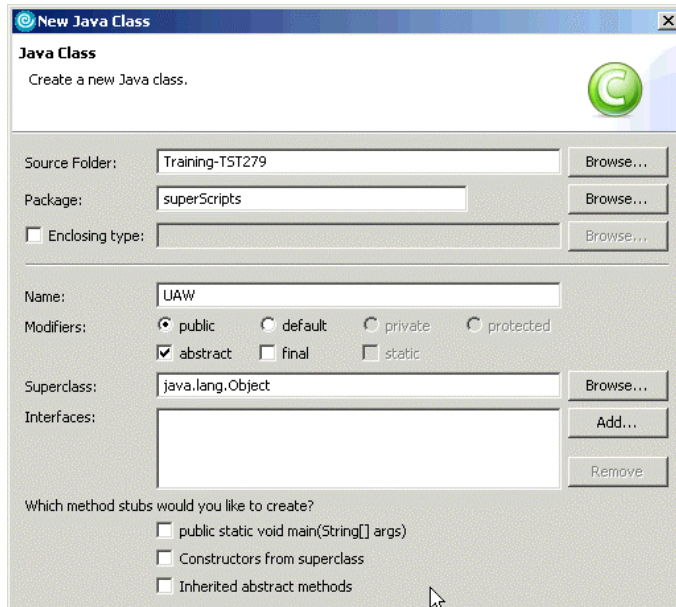 New Java Class
Java Class
Create a new Java class.
Source Folder: Training-TST279 Browse...
Package: superScripts Browse...
Enclosing type: Browse...
Name: UAW
Modifiers: public default private protected
abstract final static
Superclass: java.lang.Object Browse...
Interfaces: Add...
Remove
Which method stubs would you like to create?
public static void main(String[] args)
Constructors from superclass
Inherited abstract methods